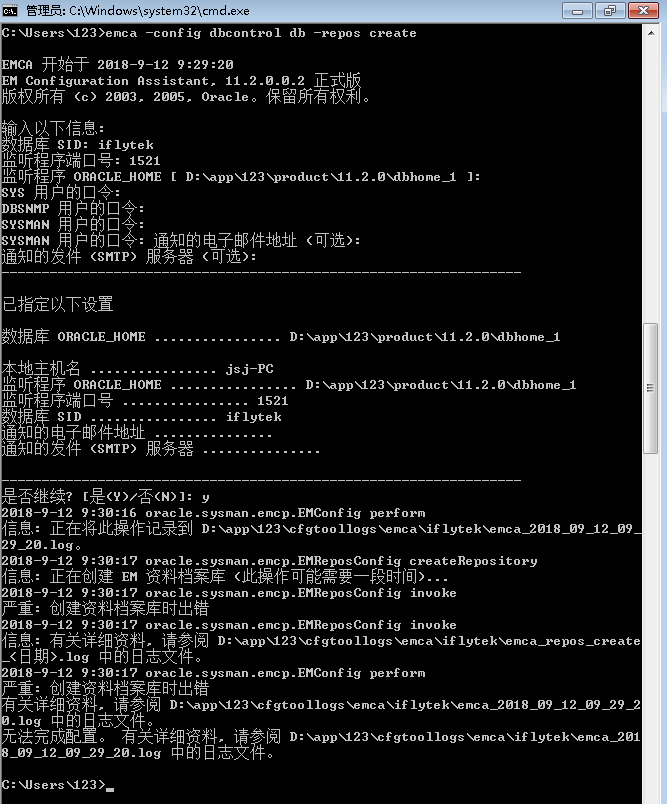 管理员: C:\Windows\system32\cmd.exe
C:\Users\123>emca -config dbcontrol db -repos create
EMCA 开始于 2018-9-12 9:29:20
EM Configuration Assistant, 11.2.0.0.2 正式版
版权所有 (c) 2003, 2005, Oracle。保留所有权利。
输入以下信息:
数据库 SID: iflytek
监听程序端口号: 1521
监听程序 ORACLE_HOME [ D:\app\123\product\11.2.0\dbhome_1 ]:
SYS 用户的口令:
DBSNMP 用户的口令:
SYSMAN 用户的口令:
SYSMAN 用户的口令: 通知的电子邮件地址 (可选):
通知的发件 (SMTP) 服务器 (可选):
-----------------------------------------------------------------
已指定以下设置
数据库 ORACLE_HOME ................ D:\app\123\product\11.2.0\dbhome_1
本地主机名 ................ jsj-PC
监听程序 ORACLE_HOME ................ D:\app\123\product\11.2.0\dbhome_1
监听程序端口号 ................ 1521
数据库 SID ................ iflytek
通知的电子邮件地址 ...............
通知的发件 (SMTP) 服务器 ...............
-----------------------------------------------------------------
是否继续? [是(Y)/否(N)]: y
2018-9-12 9:30:16 oracle.sysman.emcp.EMConfig perform
信息: 正在将此操作记录到 D:\app\123\cfgtoollogs\emca\iflytek\emca_2018_09_12_09_
29_20.log。
2018-9-12 9:30:17 oracle.sysman.emcp.EMReposConfig createRepository
信息: 正在创建 EM 资料档案库 (此操作可能需要一段时间)...
2018-9-12 9:30:17 oracle.sysman.emcp.EMReposConfig invoke
严重: 创建资料档案库时出错
2018-9-12 9:30:17 oracle.sysman.emcp.EMReposConfig invoke
信息: 有关详细资料, 请参阅 D:\app\123\cfgtoollogs\emca\iflytek\emca_repos_create
_<日期>.log 中的日志文件。
2018-9-12 9:30:17 oracle.sysman.emcp.EMConfig perform
严重: 创建资料档案库时出错
有关详细资料, 请参阅 D:\app\123\cfgtoollogs\emca\iflytek\emca_2018_09_12_09_29_2
0.log 中的日志文件。
无法完成配置。 有关详细资料, 请参阅 D:\app\123\cfgtoollogs\emca\iflytek\emca_201
8_09_12_09_29_20.log 中的日志文件。
C:\Users\123>_